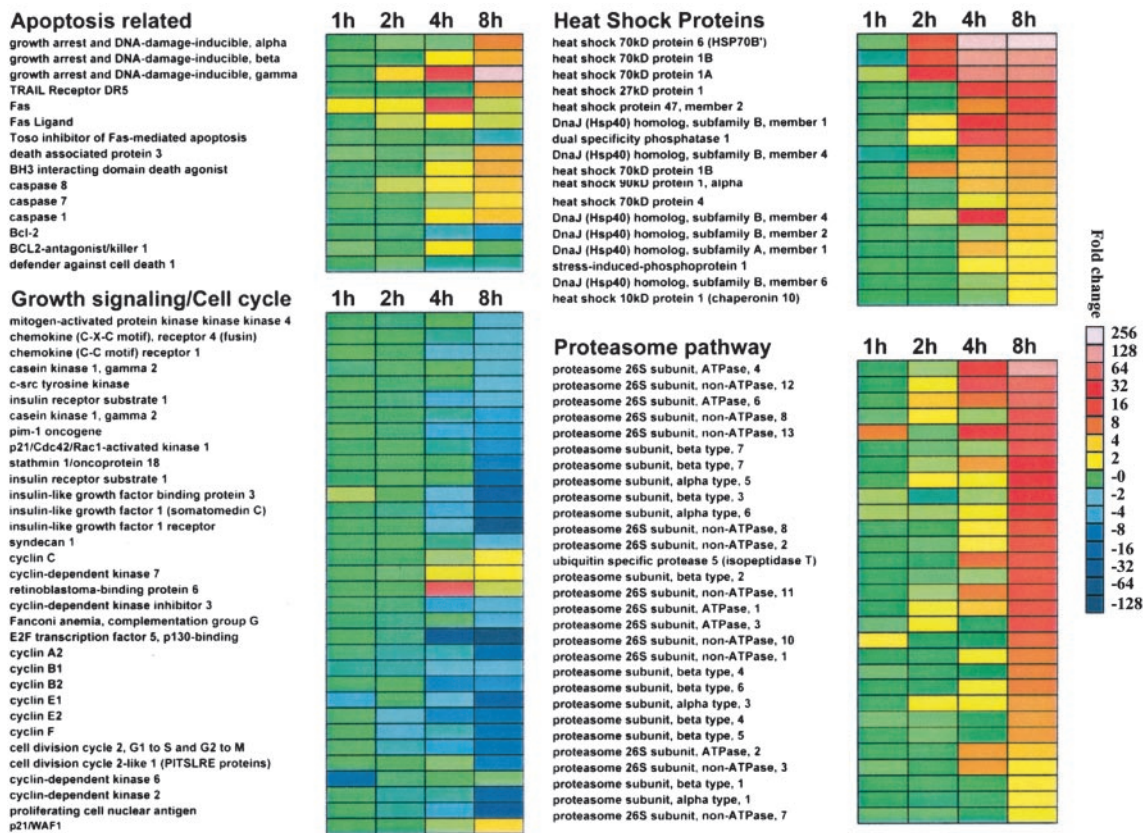 Apoptosis related 1h 2h 4h 8h
growth arrest and DNA-damage-inducible, alpha
growth arrest and DNA-damage-inducible, beta
growth arrest and DNA-damage-inducible, gamma
TRAIL Receptor DR5
Fas
Fas Ligand
Toso inhibitor of Fas-mediated apoptosis
death associated protein 3
BH3 interacting domain death agonist
caspase 8
caspase 7
caspase 1
Bcl-2
BCL2-antagonist/killer 1
defender against cell death 1
Growth signaling/Cell cycle 1h 2h 4h 8h
mitogen-activated protein kinase kinase kinase 4
chemokine (C-X-C motif), receptor 4 (fusin)
chemokine (C-C motif) receptor 1
casein kinase 1, gamma 2
c-src tyrosine kinase
insulin receptor substrate 1
casein kinase 1, gamma 2
pim-1 oncogene
p21/Cdc42/Rac1-activated kinase 1
stathmin 1/oncoprotein 18
insulin receptor substrate 1
insulin-like growth factor binding protein 3
insulin-like growth factor 1 (somatomedin C)
insulin-like growth factor 1 receptor
syndecan 1
cyclin C
cyclin-dependent kinase 7
retinoblastoma-binding protein 6
cyclin-dependent kinase inhibitor 3
Fanconi anemia, complementation group G
E2F transcription factor 5, p130-binding
cyclin A2
cyclin B1
cyclin B2
cyclin E1
cyclin E2
cyclin F
cell division cycle 2, G1 to S and G2 to M
cell division cycle 2-like 1 (PITSLRE proteins)
cyclin-dependent kinase 6
cyclin-dependent kinase 2
proliferating cell nuclear antigen
p21/WAF1
Heat Shock Proteins 1h 2h 4h 8h
heat shock 70kD protein 6 (HSP70B')
heat shock 70kD protein 1B
heat shock 70kD protein 1A
heat shock 27kD protein 1
heat shock protein 47, member 2
DnaJ (Hsp40) homolog, subfamily B, member 1
dual specificity phosphatase 1
DnaJ (Hsp40) homolog, subfamily B, member 4
heat shock 70kD protein 1B
heat shock 90kD protein 1, alpha
heat shock 70kD protein 4
DnaJ (Hsp40) homolog, subfamily B, member 4
DnaJ (Hsp40) homolog, subfamily B, member 2
DnaJ (Hsp40) homolog, subfamily A, member 1
stress-induced-phosphoprotein 1
DnaJ (Hsp40) homolog, subfamily B, member 6
heat shock 10kD protein 1 (chaperonin 10)
Proteasome pathway 1h 2h 4h 8h
proteasome 26S subunit, ATPase, 4
proteasome 26S subunit, non-ATPase, 12
proteasome 26S subunit, ATPase, 6
proteasome 26S subunit, non-ATPase, 8
proteasome 26S subunit, non-ATPase, 13
proteasome subunit, beta type, 7
proteasome subunit, beta type, 7
proteasome subunit, alpha type, 5
proteasome subunit, beta type, 3
proteasome subunit, alpha type, 6
proteasome 26S subunit, non-ATPase, 8
proteasome 26S subunit, non-ATPase, 2
ubiquitin specific protease 5 (isopeptidase T)
proteasome subunit, beta type, 2
proteasome 26S subunit, non-ATPase, 11
proteasome 26S subunit, ATPase, 1
proteasome 26S subunit, ATPase, 3
proteasome 26S subunit, non-ATPase, 10
proteasome 26S subunit, non-ATPase, 1
proteasome subunit, beta type, 4
proteasome subunit, beta type, 6
proteasome subunit, alpha type, 3
proteasome subunit, beta type, 4
proteasome subunit, beta type, 5
proteasome 26S subunit, ATPase, 2
proteasome 26S subunit, non-ATPase, 3
proteasome subunit, beta type, 1
proteasome subunit, alpha type, 1
proteasome 26S subunit, non-ATPase, 7
Fold change
256
128
64
32
16
8
4
2
-0
-2
-4
-8
-16
-32
-64
-128